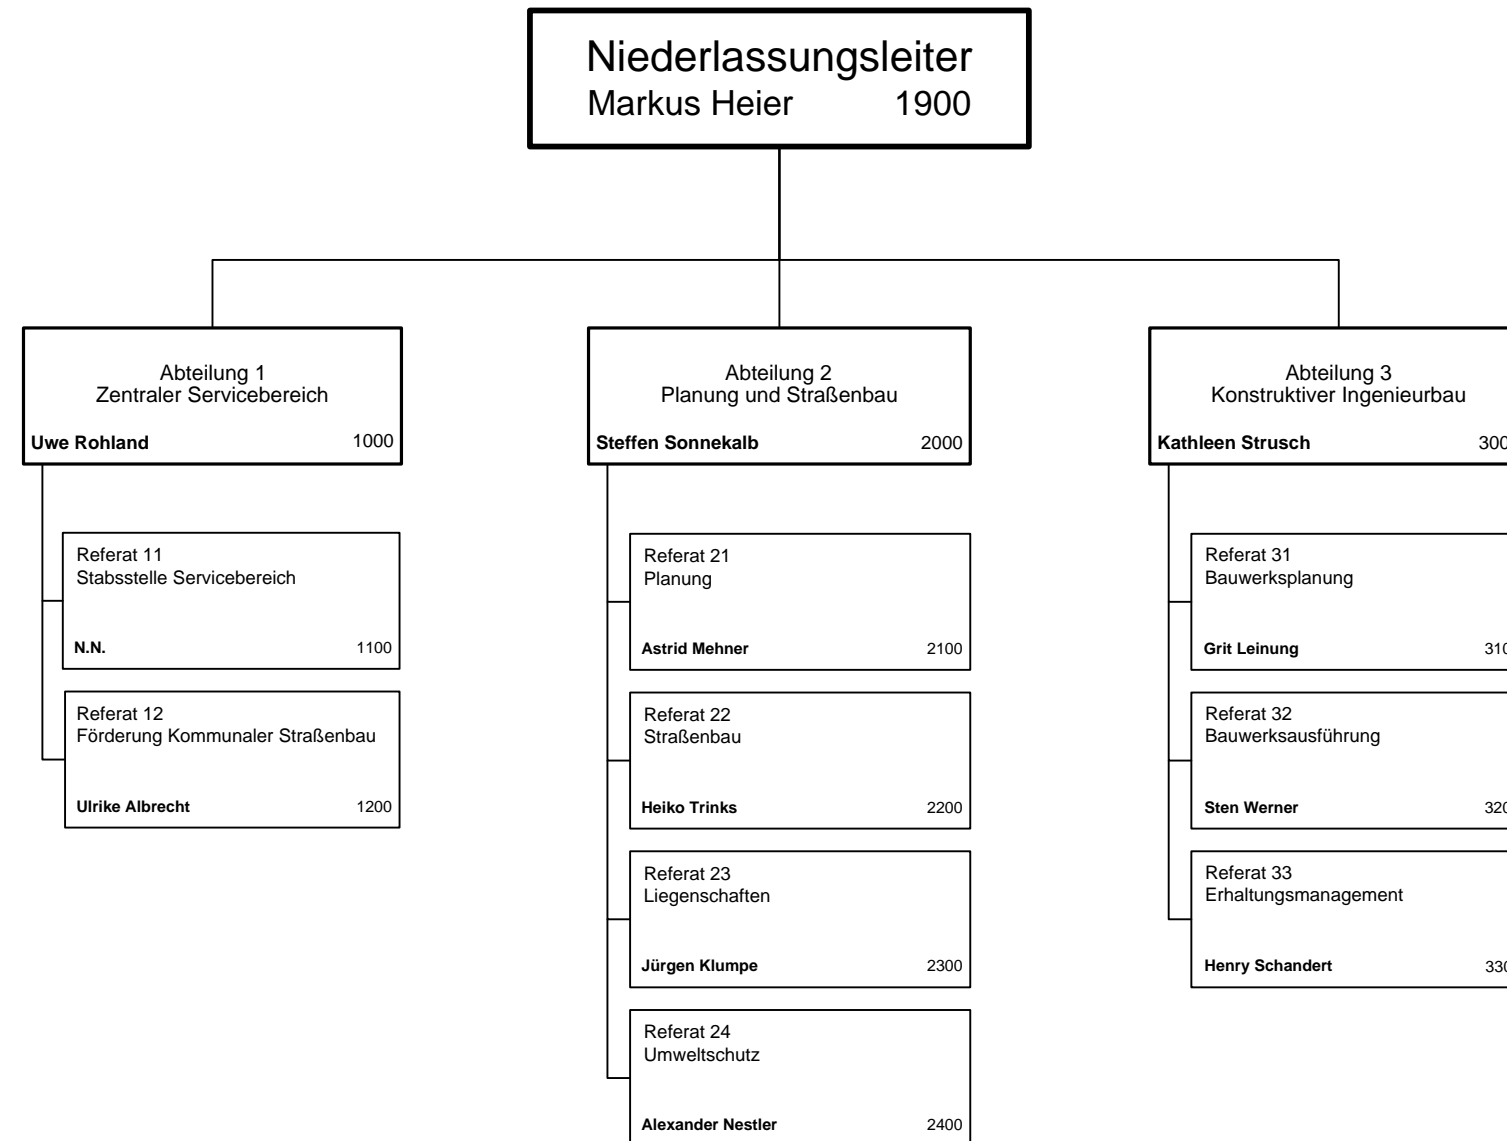 Niederlassungsleiter
Markus Heier 1900
Abteilung 1
Zentraler Servicebereich
Uwe Rohland 1000
Referat 11
Stabsstelle Servicebereich
N.N. 1100
Referat 12
Förderung Kommunaler Straßenbau
Ulrike Albrecht 1200
Abteilung 2
Planung und Straßenbau
Steffen Sonnekalb 2000
Referat 21
Planung
Astrid Mehner 2100
Referat 22
Straßenbau
Heiko Trinks 2200
Referat 23
Liegenschaften
Jürgen Klumpe 2300
Referat 24
Umweltschutz
Alexander Nestler 2400
Abteilung 3
Konstruktiver Ingenieurbau
Kathleen Strusch
Referat 31
Bauwerksplanung
Grit Leinung
Referat 32
Bauwerksausführung
Sten Werner
Referat 33
Erhaltungsmanagement
Henry Schandert